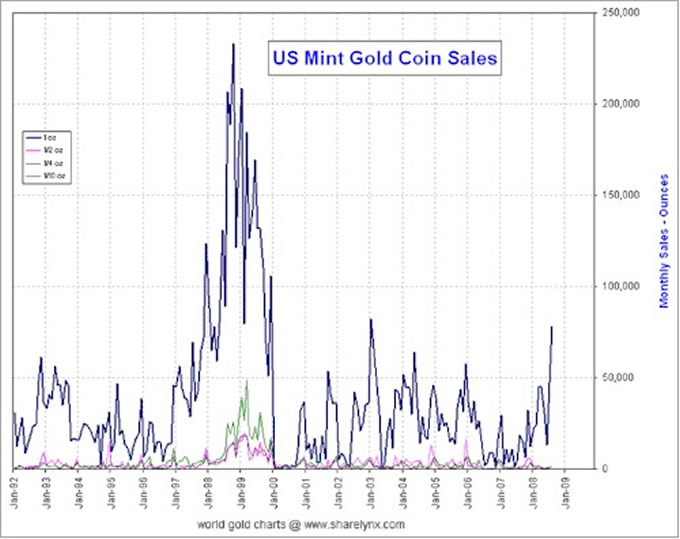 US Mint Gold Coin Sales
250,000
200,000
150,000
100,000
50,000
0
1 oz
1/2 oz
1/4 oz
1/10 oz
Monthly Sales - Ounces
Jan-92
Jan-93
Jan-94
Jan-95
Jan-96
Jan-97
Jan-98
Jan-99
Jan-00
Jan-01
Jan-02
Jan-03
Jan-04
Jan-05
Jan-06
Jan-07
Jan-08
Jan-09
world gold charts @ www.sharelynx.com